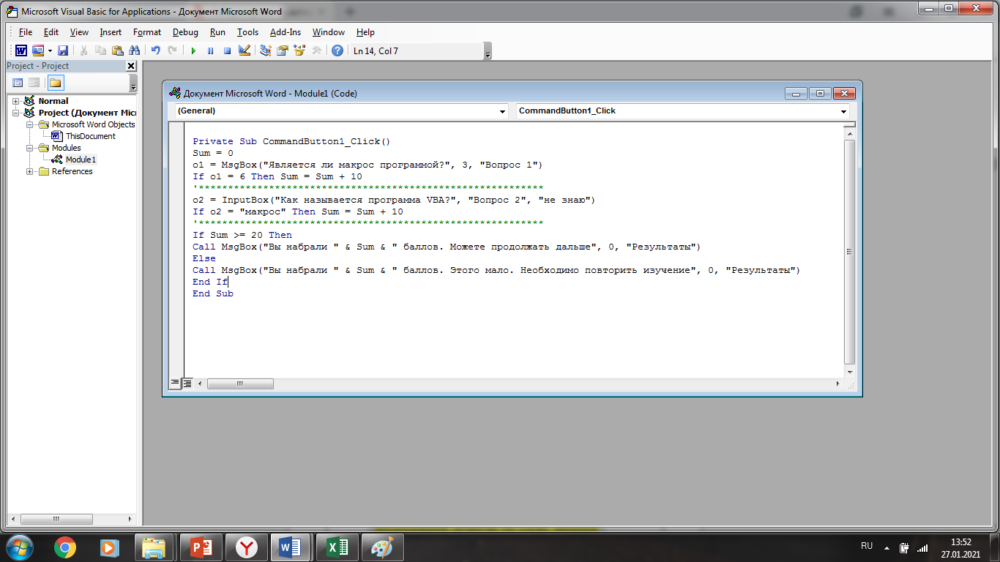 Microsoft Visual Basic for Applications - Документ Microsoft Word
File Edit View Insert Format Debug Run Tools Add-Ins Window Help
Ln 14, Col 7
Project - Project
Normal
Project (Документ Mic
Microsoft Word Objects
ThisDocument
Modules
Module1
References
Документ Microsoft Word - Module1 (Code)
(General) CommandButton1_Click
Private Sub CommandButton1_Click()
Sum = 0
o1 = MsgBox("Является ли макрос программой?", 3, "Вопрос 1")
If o1 = 6 Then Sum = Sum + 10
'***********************************************************
o2 = InputBox("Как называется программа VBA?", "Вопрос 2", "не знаю")
If o2 = "макрос" Then Sum = Sum + 10
'***********************************************************
If Sum >= 20 Then
Call MsgBox("Вы набрали " & Sum & " баллов. Можете продолжать дальше", 0, "Результаты")
Else
Call MsgBox("Вы набрали " & Sum & " баллов. Этого мало. Необходимо повторить изучение", 0, "Результаты")
End If
End Sub
RU
13:52
27.01.2021